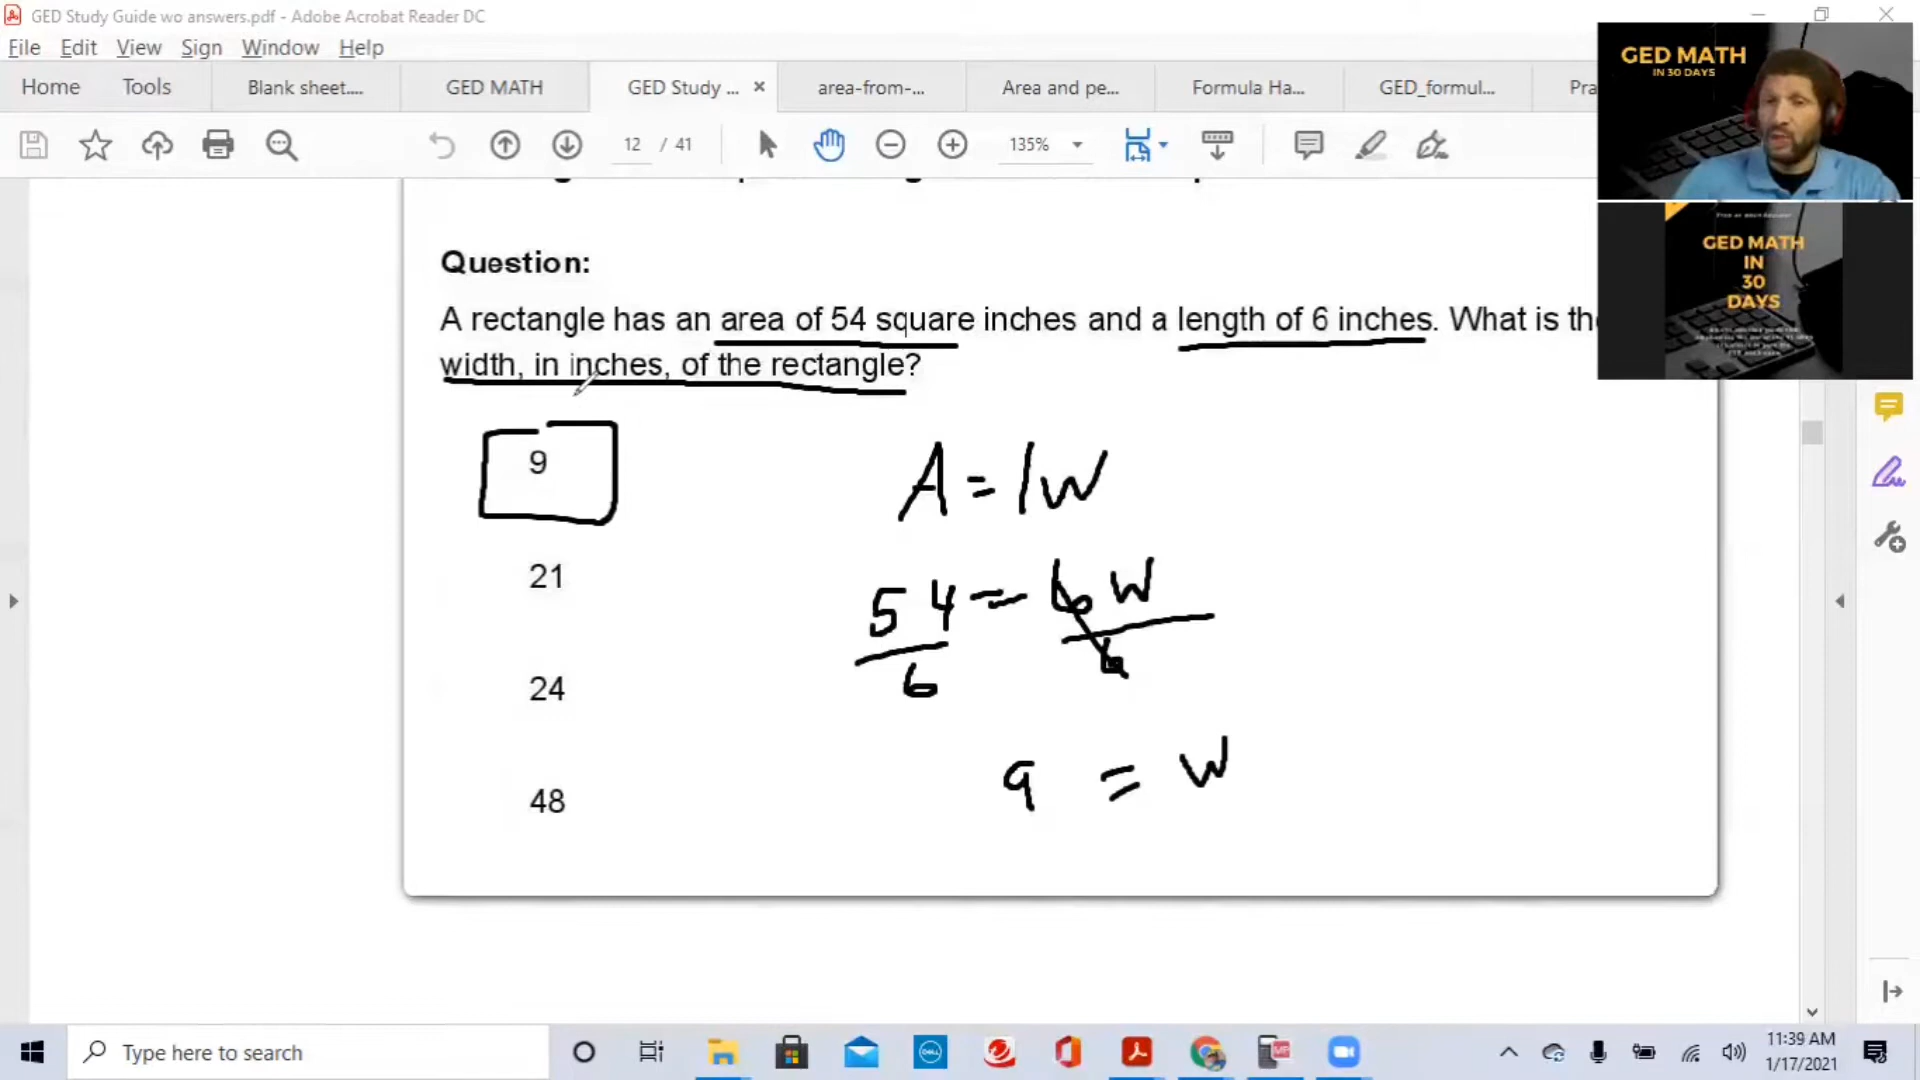 GED Study Guide wo answers.pdf - Adobe Acrobat Reader DC
File Edit View Sign Window Help
Home Tools Blank sheet.... GED MATH GED Study ... × area-from-... Area and pe... Formula Ha... GED_formul... Pra
12 / 41 135%
GED MATH
IN 30 DAYS
GED MATH
IN
30
DAYS
Question:
A rectangle has an area of 54 square inches and a length of 6 inches. What is the
width, in inches, of the rectangle?
9
21
24
48
A = lw
54 = 6w
6 6
9 = w
Type here to search
DELL
11:39 AM
1/17/2021